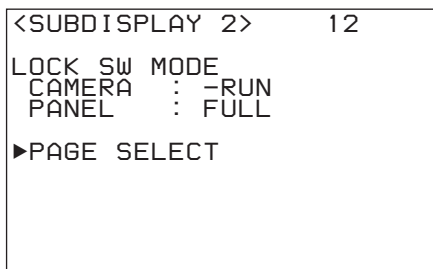 <SUBDISPLAY 2> 12
LOCK SW MODE
CAMERA : -RUN
PANEL : FULL
▶PAGE SELECT